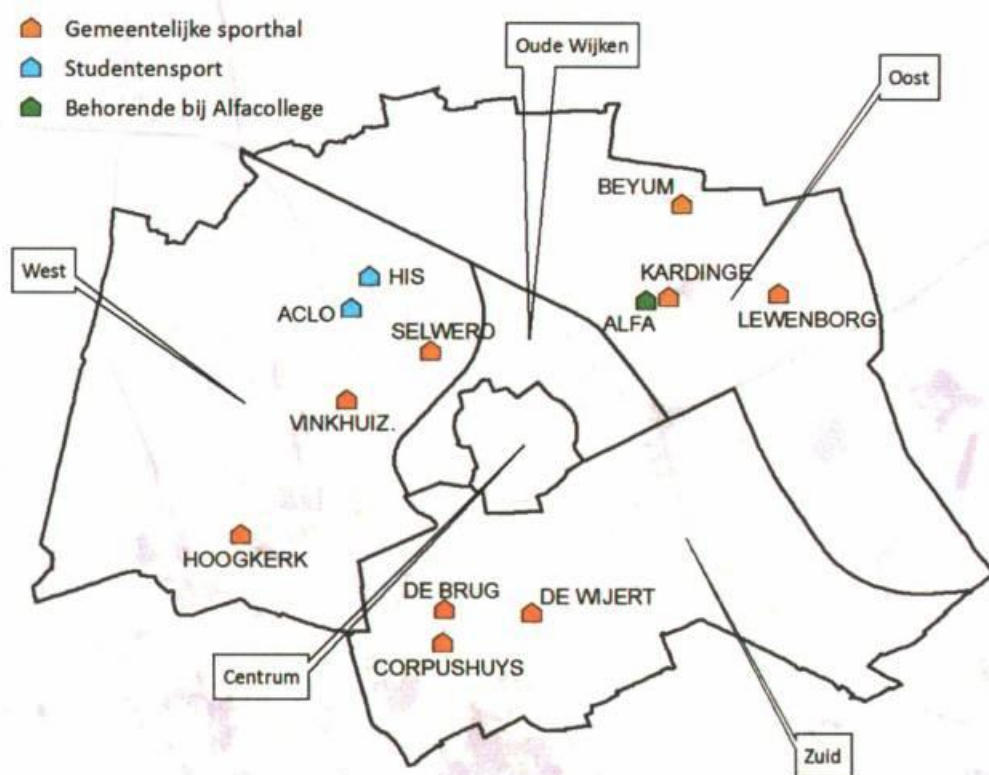 Gemeentelijke sporthal
Studentensport
Behorende bij Alfacollege
Oude Wijken
Oost
BEYUM
West
HIS
KARDINGE
ACLO
ALFA
LEWENBORG
SELWERD
VINKHUIZ.
HOOGKERK
DE BRUG
DE WIJERT
CORPUSHUYS
Centrum
Zuid